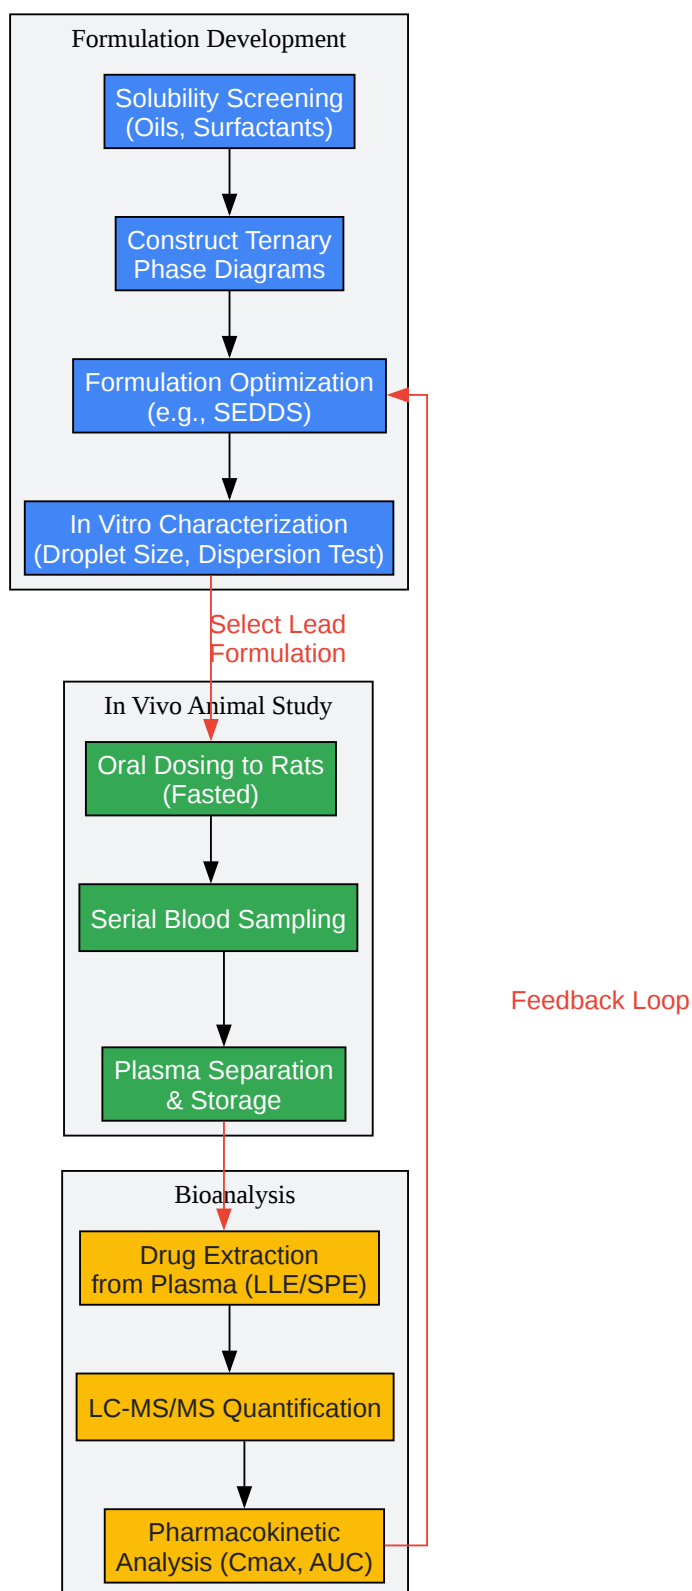 Formulation Development
Solubility Screening
(Oils, Surfactants)
Construct Ternary
Phase Diagrams
Formulation Optimization
(e.g., SEDDS)
In Vitro Characterization
(Droplet Size, Dispersion Test)
Select Lead
Formulation
In Vivo Animal Study
Oral Dosing to Rats
(Fasted)
Serial Blood Sampling
Feedback Loop
Plasma Separation
& Storage
Bioanalysis
Drug Extraction
from Plasma (LLE/SPE)
LC-MS/MS Quantification
Pharmacokinetic
Analysis (Cmax, AUC)